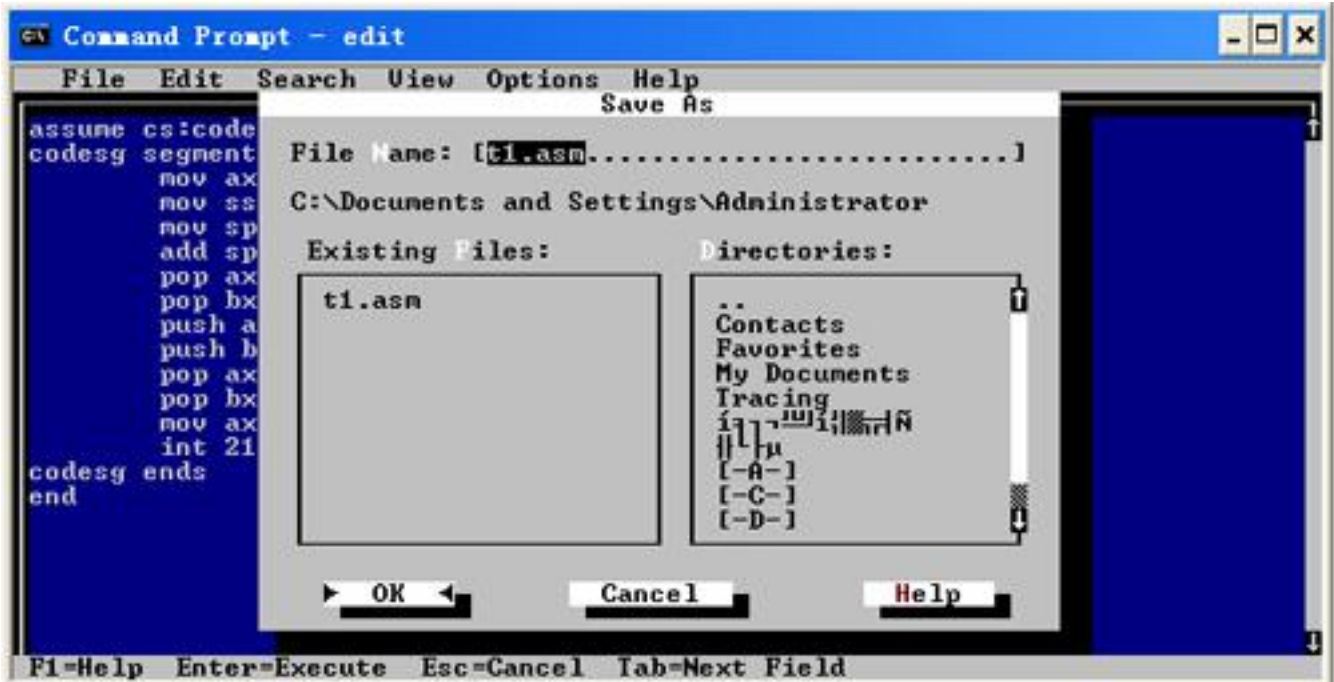 Command Prompt - edit
File Edit Search View Options Help
Save As
assume cs:code
codesg segment
mov ax
mov ss
mov sp
add sp
pop ax
pop bx
push a
push b
pop ax
pop bx
mov ax
int 21
codesg ends
end
File Name: [t1.asm..........................]
C:\Documents and Settings\Administrator
Existing Files:
t1.asm
Directories:
..
Contacts
Favorites
My Documents
Tracing
[-A-]
[-C-]
[-D-]
OK Cancel Help
F1=Help Enter=Execute Esc=Cancel Tab=Next Field